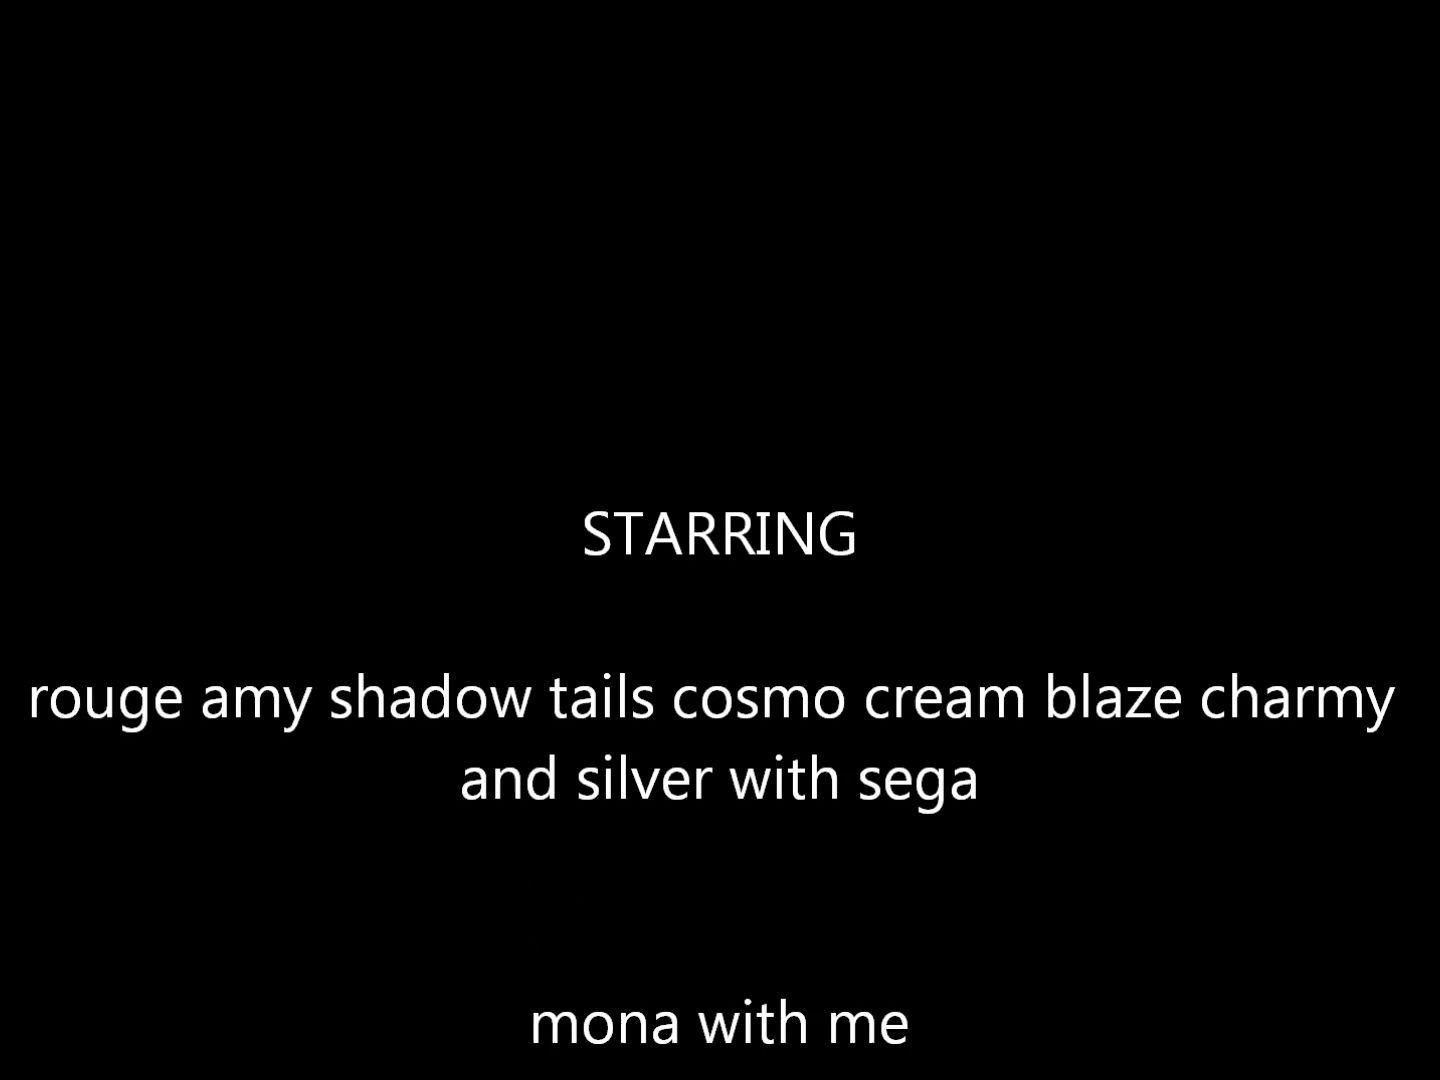 STARRING
rouge amy shadow tails cosmo cream blaze charmy
and silver with sega
mona with me